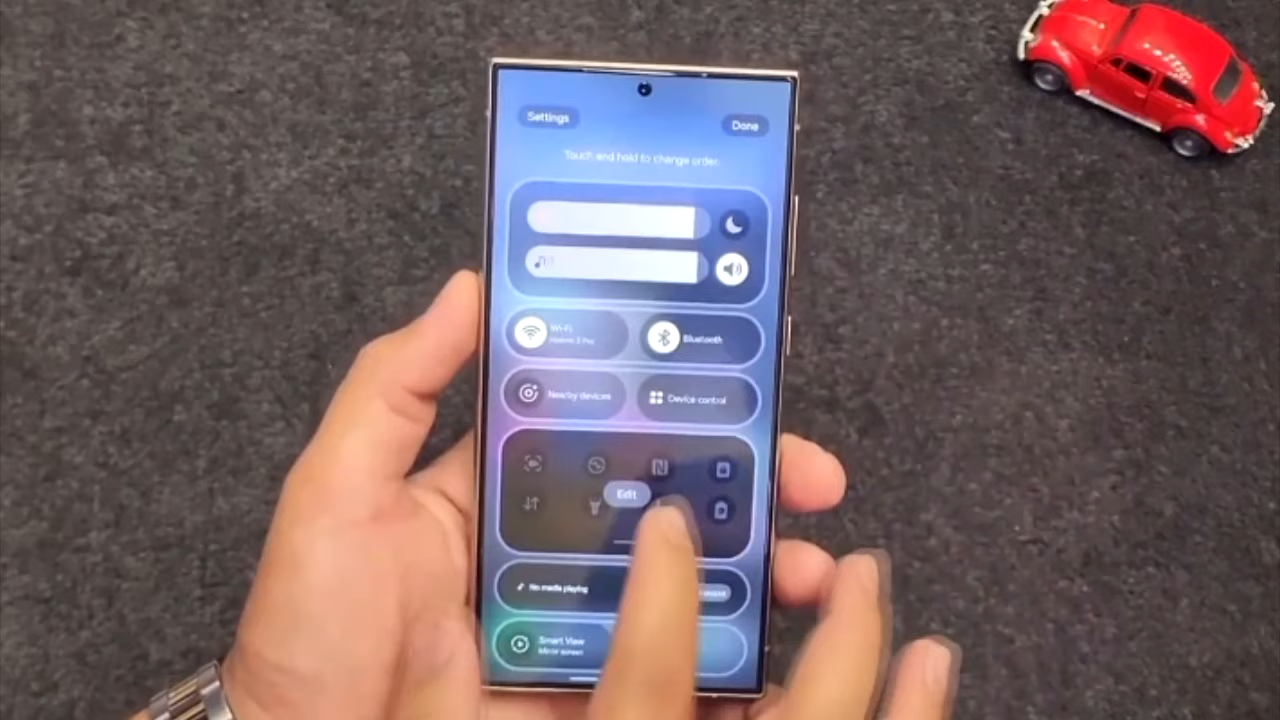 Settings
Done
Touch and hold to change order.
Wi-Fi
Bluetooth
Nearby devices
Device control
Edit
No media playing
Smart View
Mirror screen